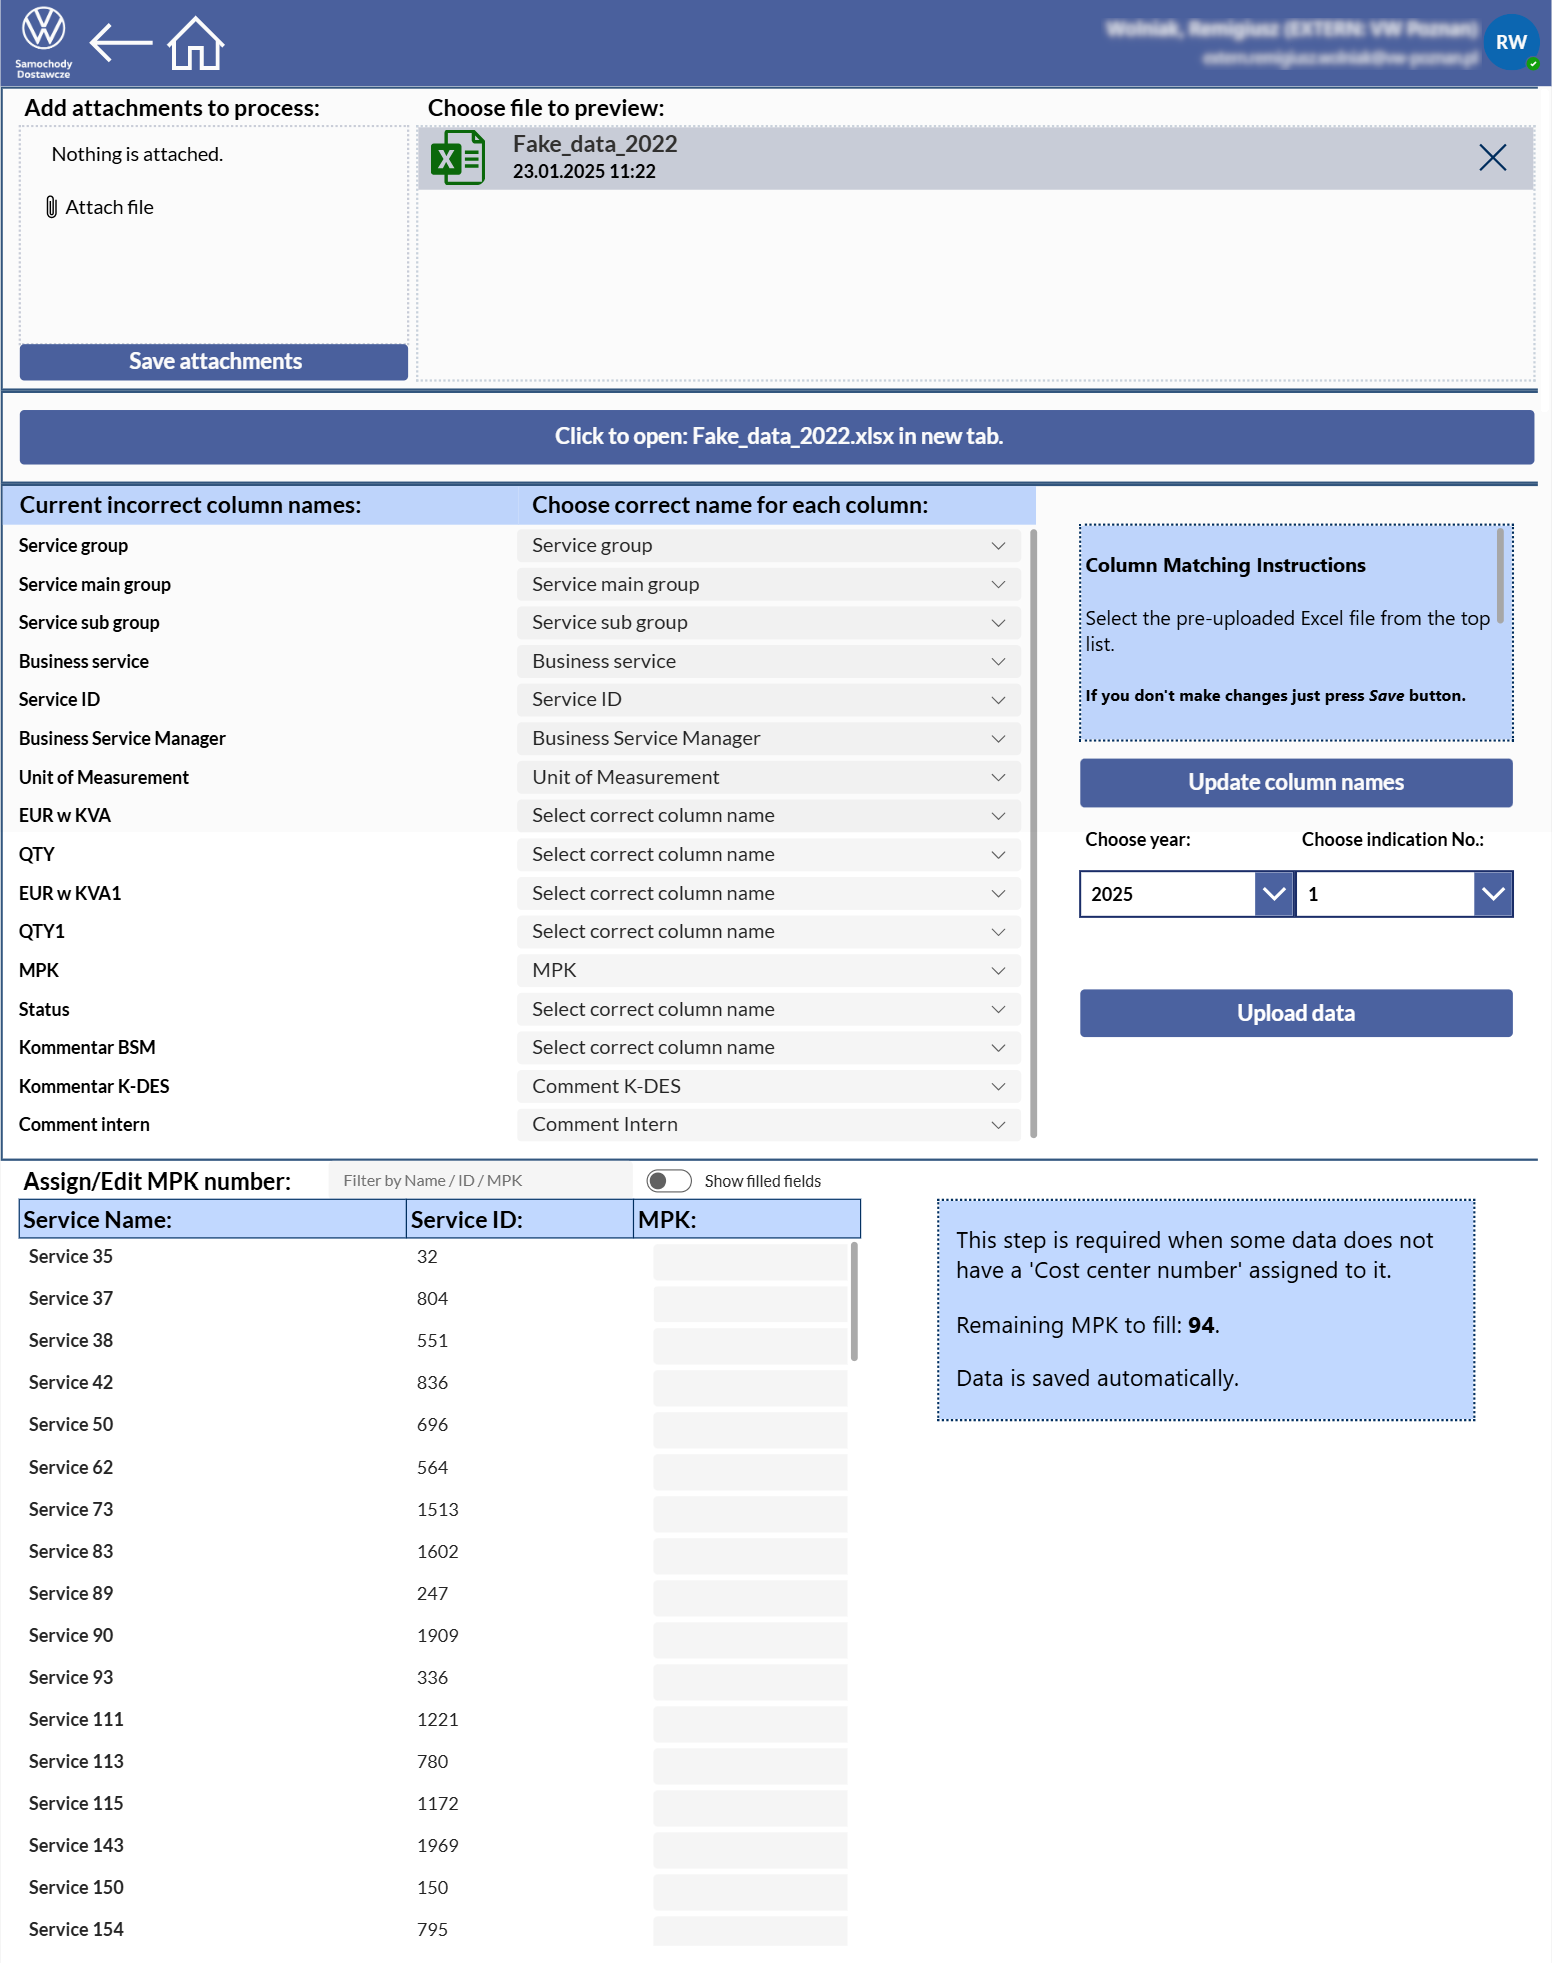 Samochody
Dostawcze
RW
Add attachments to process:
Nothing is attached.
Attach file
Save attachments
Choose file to preview:
Fake_data_2022
23.01.2025 11:22
Click to open: Fake_data_2022.xlsx in new tab.
Current incorrect column names: Choose correct name for each column:
Service group Service group
Service main group Service main group
Service sub group Service sub group
Business service Business service
Service ID Service ID
Business Service Manager Business Service Manager
Unit of Measurement Unit of Measurement
EUR w KVA Select correct column name
QTY Select correct column name
EUR w KVA1 Select correct column name
QTY1 Select correct column name
MPK MPK
Status Select correct column name
Kommentar BSM Select correct column name
Kommentar K-DES Comment K-DES
Comment intern Comment Intern
Column Matching Instructions
Select the pre-uploaded Excel file from the top
list.
If you don't make changes just press Save button.
Update column names
Choose year: Choose indication No.:
2025 1
Upload data
Assign/Edit MPK number: Filter by Name / ID / MPK Show filled fields
Service Name: Service ID: MPK:
Service 35 32
Service 37 804
Service 38 551
Service 42 836
Service 50 696
Service 62 564
Service 73 1513
Service 83 1602
Service 89 247
Service 90 1909
Service 93 336
Service 111 1221
Service 113 780
Service 115 1172
Service 143 1969
Service 150 150
Service 154 795
This step is required when some data does not
have a 'Cost center number' assigned to it.
Remaining MPK to fill: 94.
Data is saved automatically.